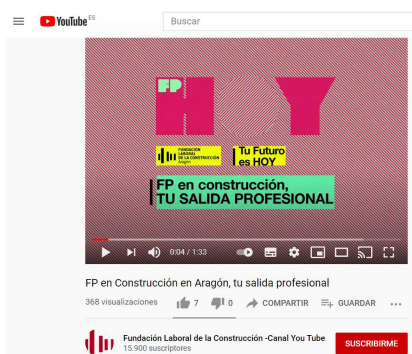 YouTube ES
Buscar
FP
HOY
FUNDACIÓN
LABORAL
DE LA CONSTRUCCIÓN
Aragón
Tu Futuro
es HOY
FP en construcción,
TU SALIDA PROFESIONAL
0:04 / 1:33
FP en Construcción en Aragón, tu salida profesional
368 visualizaciones 7 0 COMPARTIR GUARDAR ...
Fundación Laboral de la Construcción -Canal You Tube
15.900 suscriptores
SUSCRIBIRME